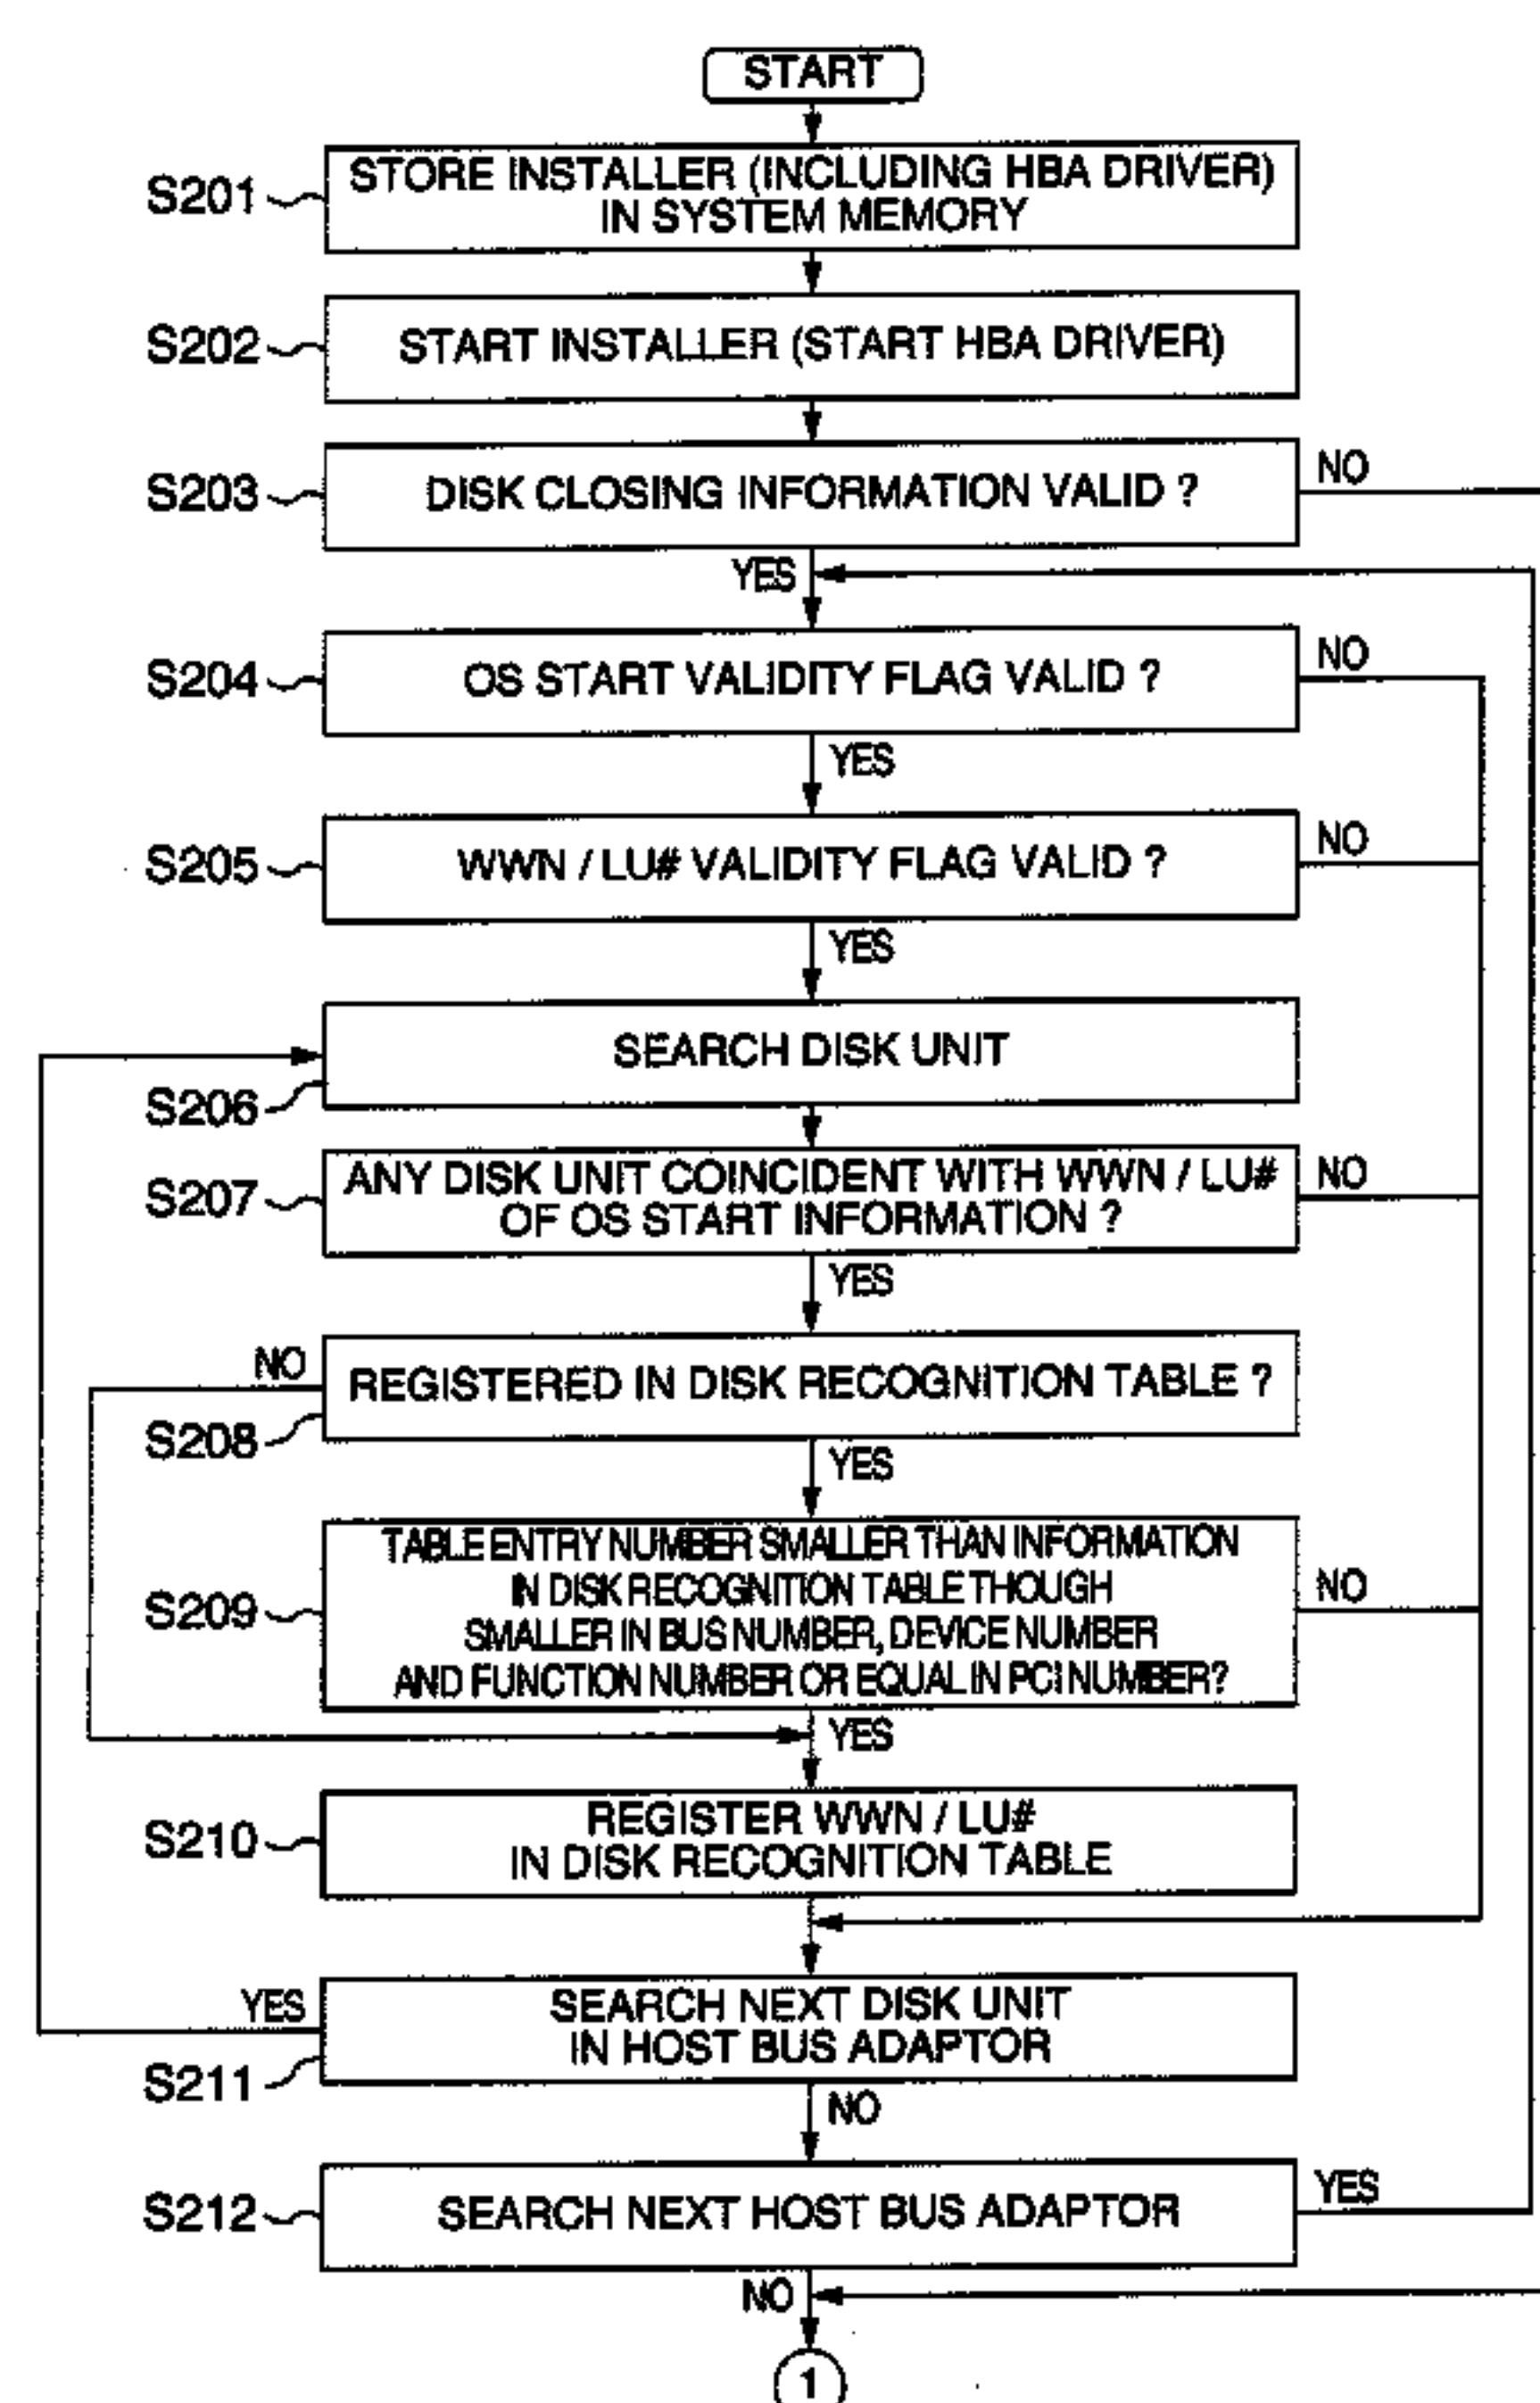 START
S201
STORE INSTALLER (INCLUDING HBA DRIVER)
IN SYSTEM MEMORY
S202
START INSTALLER (START HBA DRIVER)
S203
DISK CLOSING INFORMATION VALID ?
NO
YES
S204
OS START VALIDITY FLAG VALID ?
NO
YES
S205
WWN / LU# VALIDITY FLAG VALID ?
NO
YES
SEARCH DISK UNIT
S206
S207
ANY DISK UNIT COINCIDENT WITH WWN / LU#
OF OS START INFORMATION ?
NO
YES
NO
REGISTERED IN DISK RECOGNITION TABLE ?
S208
YES
S209
TABLE ENTRY NUMBER SMALLER THAN INFORMATION
IN DISK RECOGNITION TABLE THOUGH
SMALLER IN BUS NUMBER, DEVICE NUMBER
AND FUNCTION NUMBER OR EQUAL IN PCI NUMBER?
NO
YES
S210
REGISTER WWN / LU#
IN DISK RECOGNITION TABLE
YES
SEARCH NEXT DISK UNIT
IN HOST BUS ADAPTOR
S211
NO
S212
SEARCH NEXT HOST BUS ADAPTOR
YES
NO
1